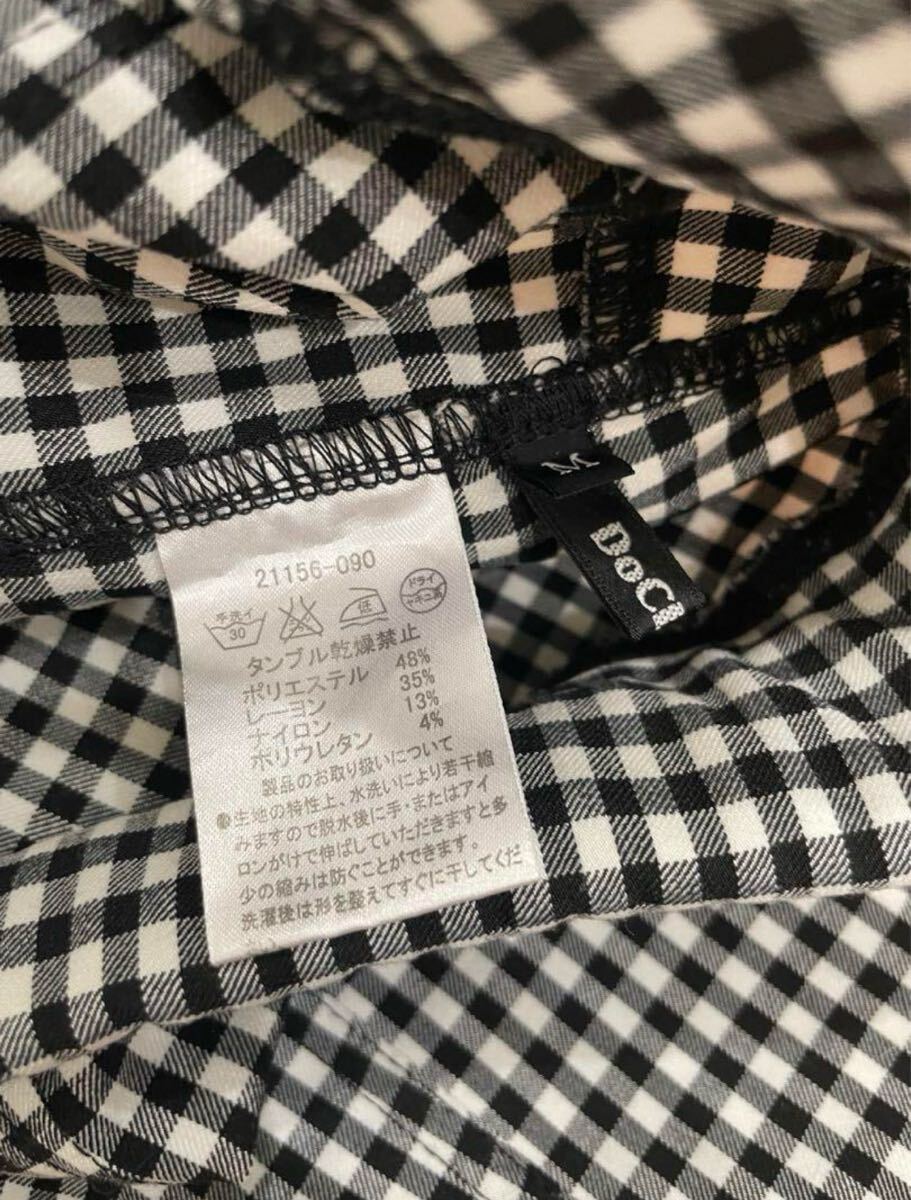 21156-090
手洗イ
30
低
ドライ
タンブル乾燥禁止
ポリエステル 48%
レーヨン 35%
ナイロン 13%
ポリウレタン 4%
製品のお取り扱いについて
●生地の特性上、水洗いにより若干縮
みますので脱水後に手・またはアイ
ロンがけで伸ばしていただきますと多
少の縮みは防ぐことができます。
洗濯後は形を整えてすぐに干してくだ
M
DoCL